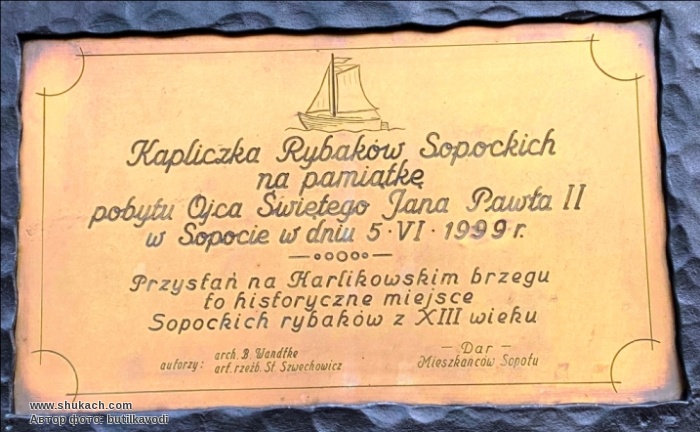 Kapliczka Rybaków Sopockich
na pamiątkę
pobytu Ojca Świętego Jana Pawła II
w Sopocie w dniu 5·VI·1999r.
Przystań na Karlikowskim brzegu
to historyczne miejsce
Sopockich rybaków z XIII wieku
autorzy: arch. B. Wandtke
art. rzeźb. St. Szwechowicz
— Dar —
Mieszkańców Sopotu
www.shukach.com
Автор фото: butilkavodi